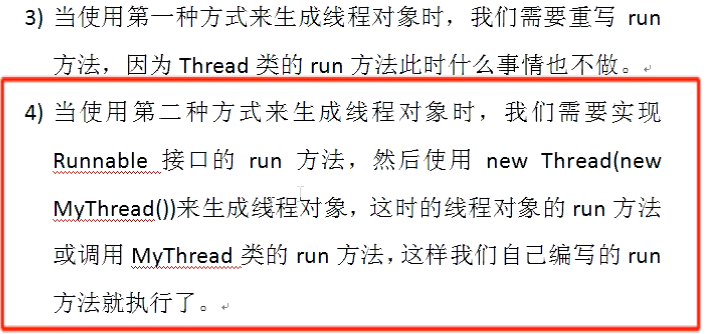 3) 当使用第一种方式来生成线程对象时，我们需要重写 run
方法，因为 Thread 类的 run 方法此时什么事情也不做。
4) 当使用第二种方式来生成线程对象时，我们需要实现
Runnable 接口的 run 方法，然后使用 new Thread(new
MyThread())来生成线程对象，这时的线程对象的 run 方法
或调用 MyThread 类的 run 方法，这样我们自己编写的 run
方法就执行了。